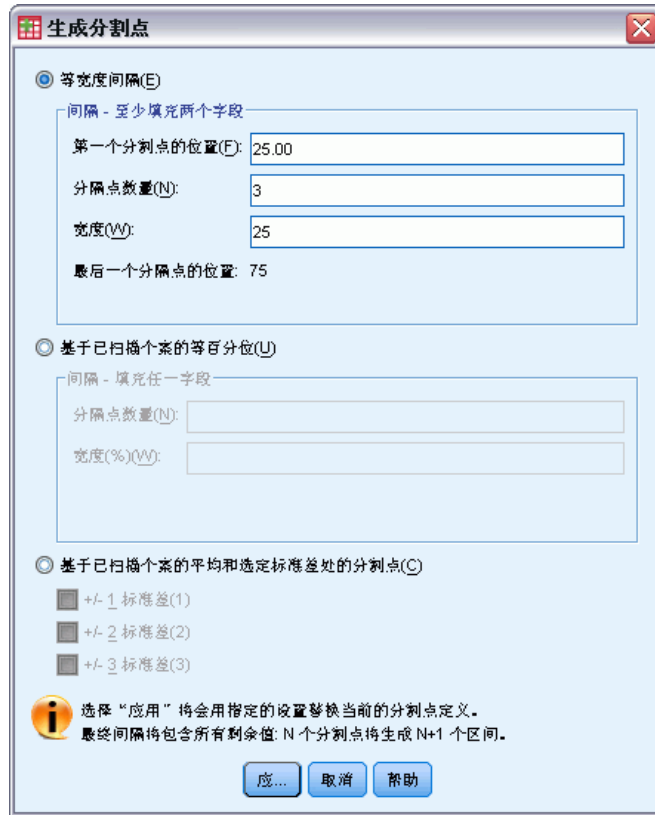 生成分割点
等宽度间隔(E)
间隔 - 至少填充两个字段
第一个分割点的位置(F): 25.00
分隔点数量(N): 3
宽度(W): 25
最后一个分隔点的位置: 75
基于已扫描个案的等百分位(U)
间隔 - 填充任一字段
分隔点数量(N):
宽度(%)(W):
基于已扫描个案的平均和选定标准差处的分割点(C)
+/- 1 标准差(1)
+/- 2 标准差(2)
+/- 3 标准差(3)
选择“应用”将会用指定的设置替换当前的分割点定义。
最终间隔将包含所有剩余值: N 个分割点将生成 N+1 个区间。
应... 取消 帮助